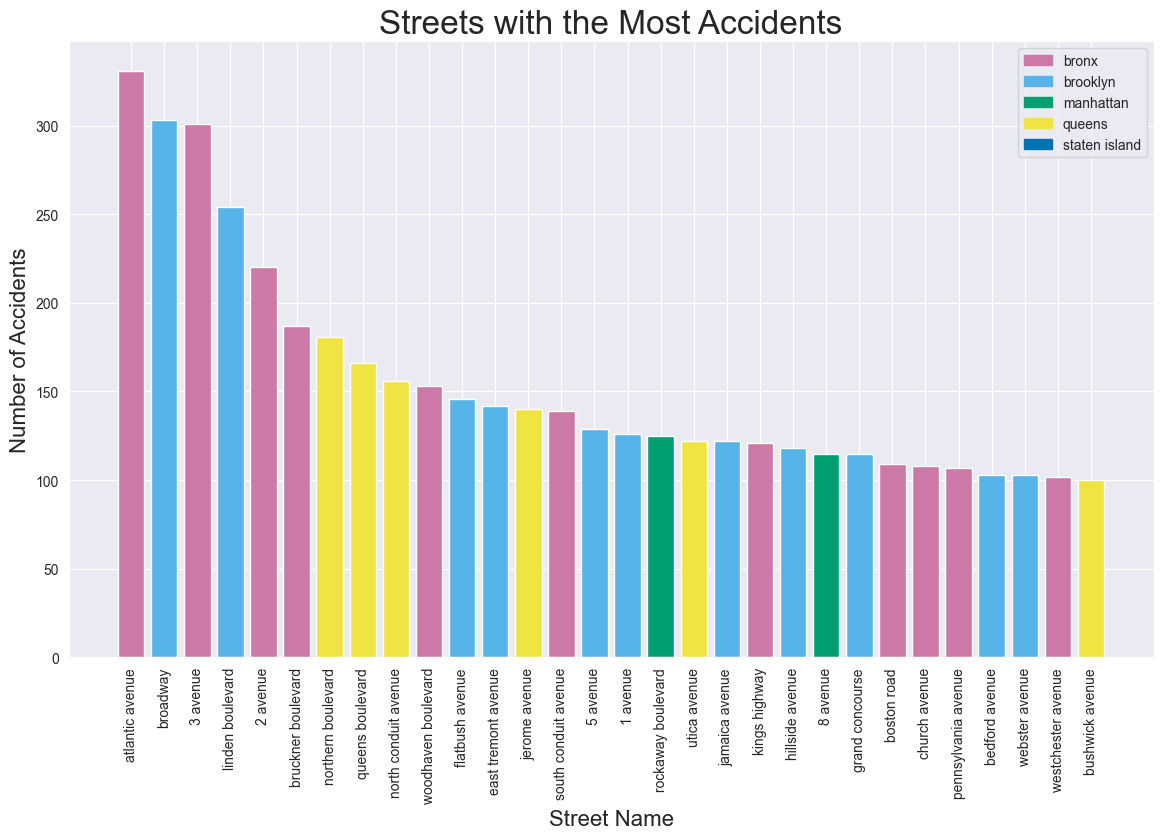 Streets with the Most Accidents
bronx
brooklyn
manhattan
queens
staten island
Number of Accidents
300
250
200
150
100
50
0
atlantic avenue
broadway
3 avenue
linden boulevard
2 avenue
bruckner boulevard
northern boulevard
queens boulevard
north conduit avenue
woodhaven boulevard
flatbush avenue
east tremont avenue
jerome avenue
south conduit avenue
5 avenue
1 avenue
rockaway boulevard
utica avenue
jamaica avenue
kings highway
hillside avenue
8 avenue
grand concourse
boston road
church avenue
pennsylvania avenue
bedford avenue
webster avenue
westchester avenue
bushwick avenue
Street Name